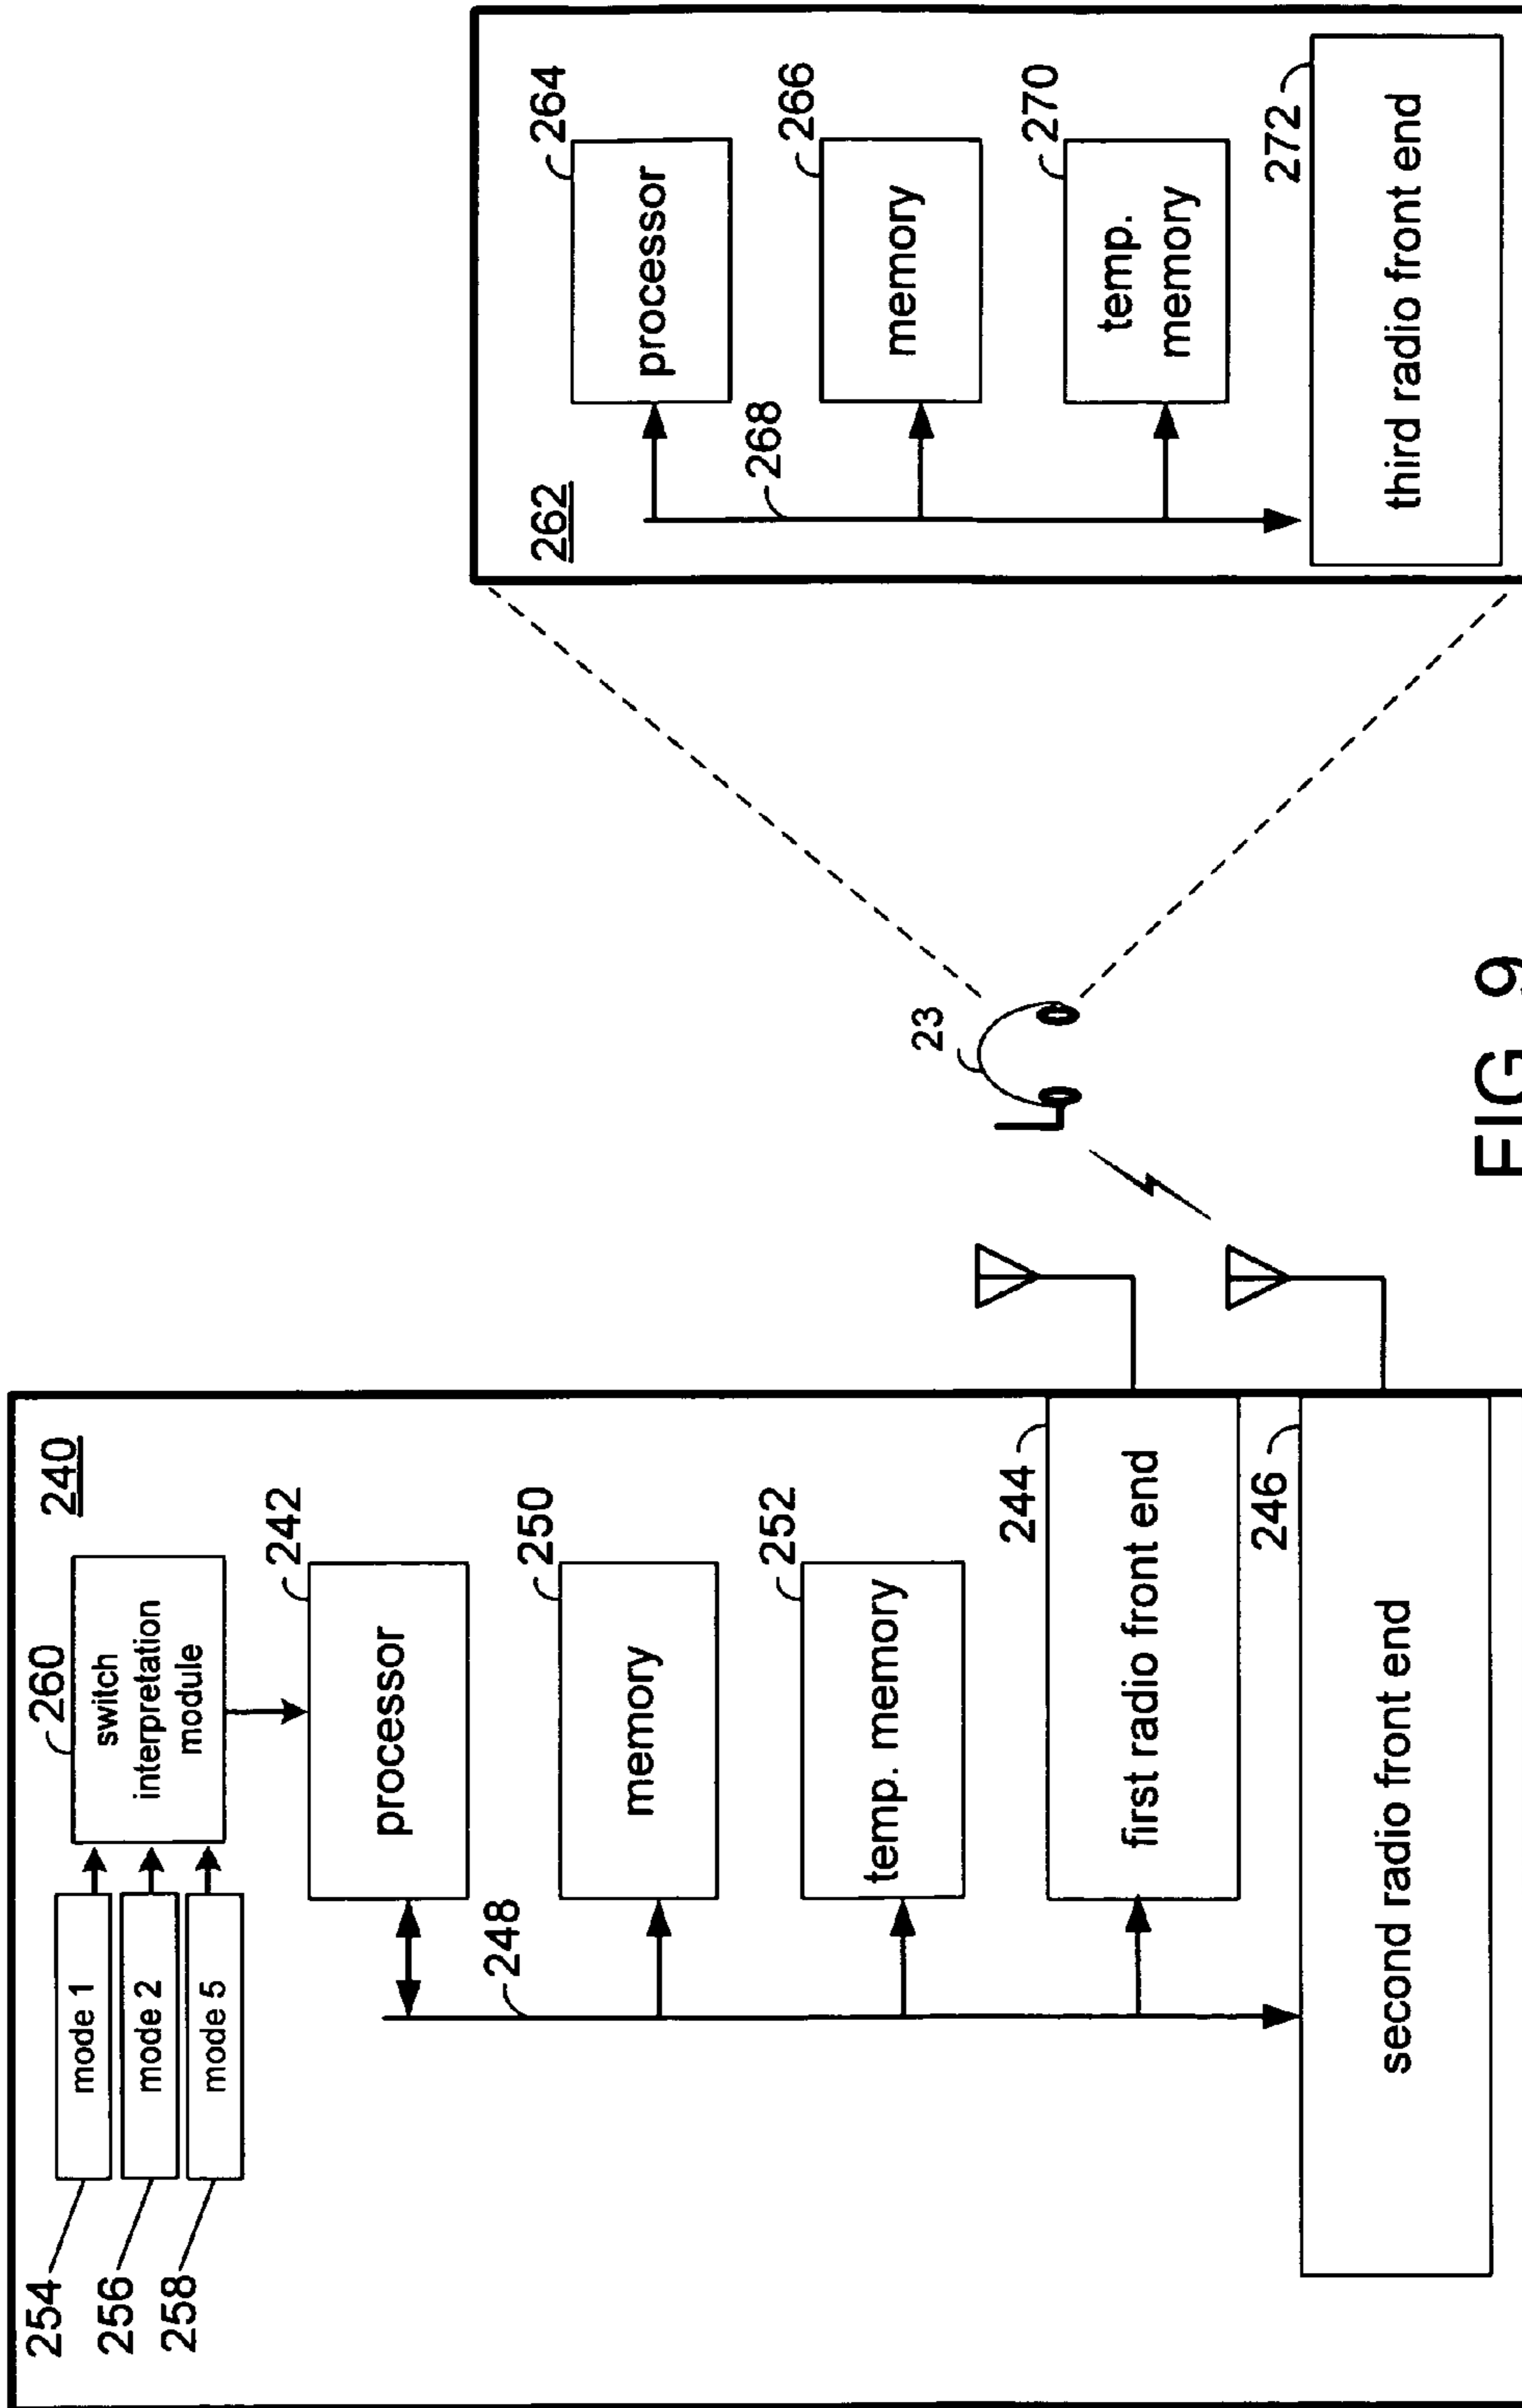 240
254
mode 1
256
mode 2
258
mode 5
260
switch
interpretation
module
242
processor
248
250
memory
252
temp. memory
244
first radio front end
246
second radio front end
23
262
264
processor
268
266
memory
270
temp.
memory
272
third radio front end
FIG. 9